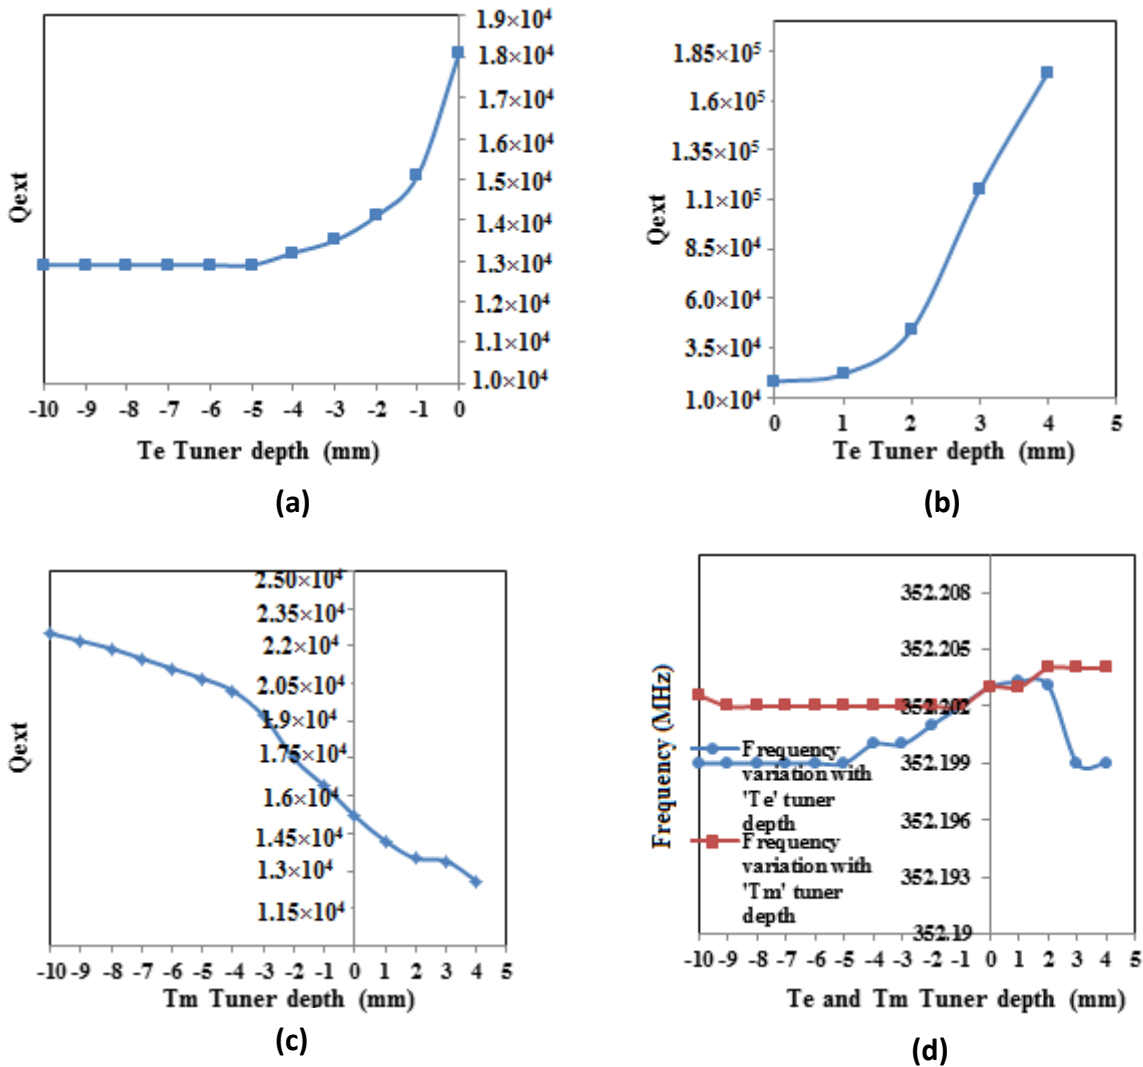 1.9×10⁴
1.8×10⁴
1.7×10⁴
1.6×10⁴
1.5×10⁴
1.4×10⁴
1.3×10⁴
1.2×10⁴
1.1×10⁴
1.0×10⁴
Qext
-10 -9 -8 -7 -6 -5 -4 -3 -2 -1 0
Te Tuner depth (mm)
(a)
1.85×10⁵
1.6×10⁵
1.35×10⁵
1.1×10⁵
8.5×10⁴
6.0×10⁴
3.5×10⁴
1.0×10⁴
Qext
0 1 2 3 4 5
Te Tuner depth (mm)
(b)
2.50×10⁴
2.35×10⁴
2.2×10⁴
2.05×10⁴
1.9×10⁴
1.75×10⁴
1.6×10⁴
1.45×10⁴
1.3×10⁴
1.15×10⁴
Qext
-10 -9 -8 -7 -6 -5 -4 -3 -2 -1 0 1 2 3 4 5
Tm Tuner depth (mm)
(c)
352.208
352.205
352.202
352.199
352.196
352.193
352.19
Frequency (MHz)
Frequency
variation with
'Te' tuner
depth
Frequency
variation with
'Tm' tuner
depth
-10 -9 -8 -7 -6 -5 -4 -3 -2 -1 0 1 2 3 4 5
Te and Tm Tuner depth (mm)
(d)